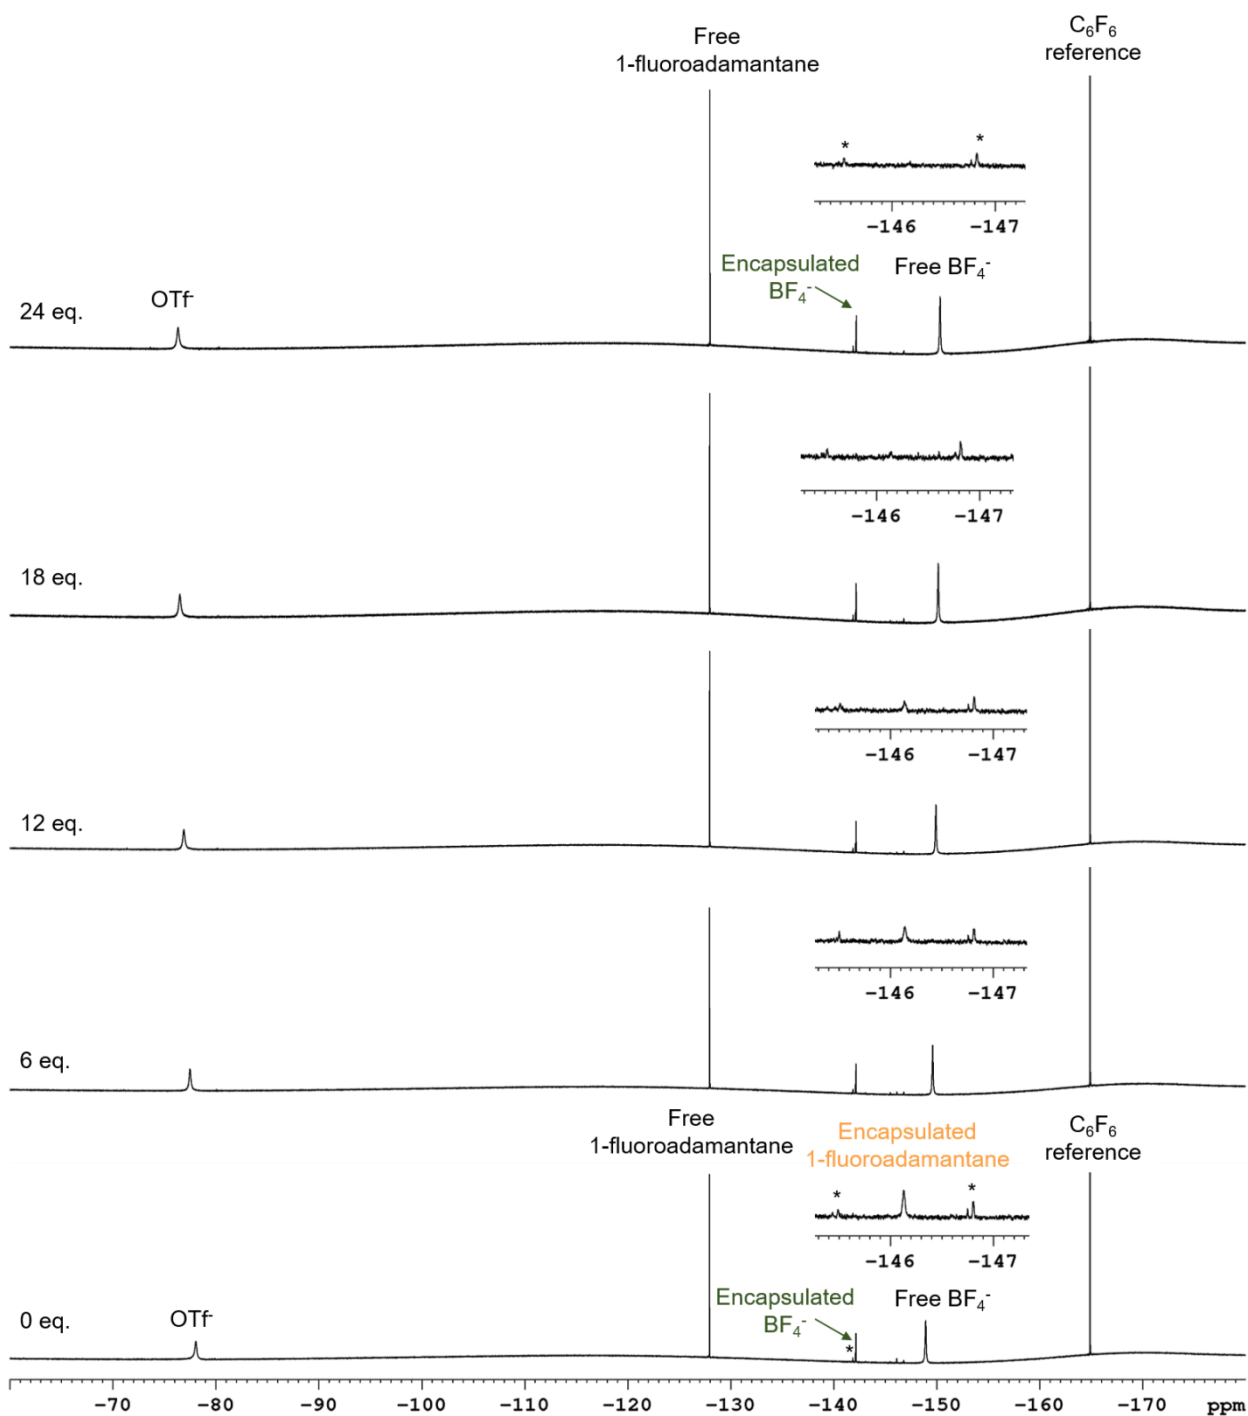 Free
1-fluoroadamantane
C₆F₆
reference
* *
-146 -147
Encapsulated
BF₄⁻
Free BF₄⁻
OTf⁻
24 eq.
-146 -147
18 eq.
-146 -147
12 eq.
-146 -147
6 eq.
Free
1-fluoroadamantane
Encapsulated
1-fluoroadamantane
C₆F₆
reference
* *
-146 -147
Encapsulated
BF₄⁻
*
Free BF₄⁻
OTf⁻
0 eq.
-70 -80 -90 -100 -110 -120 -130 -140 -150 -160 -170 ppm